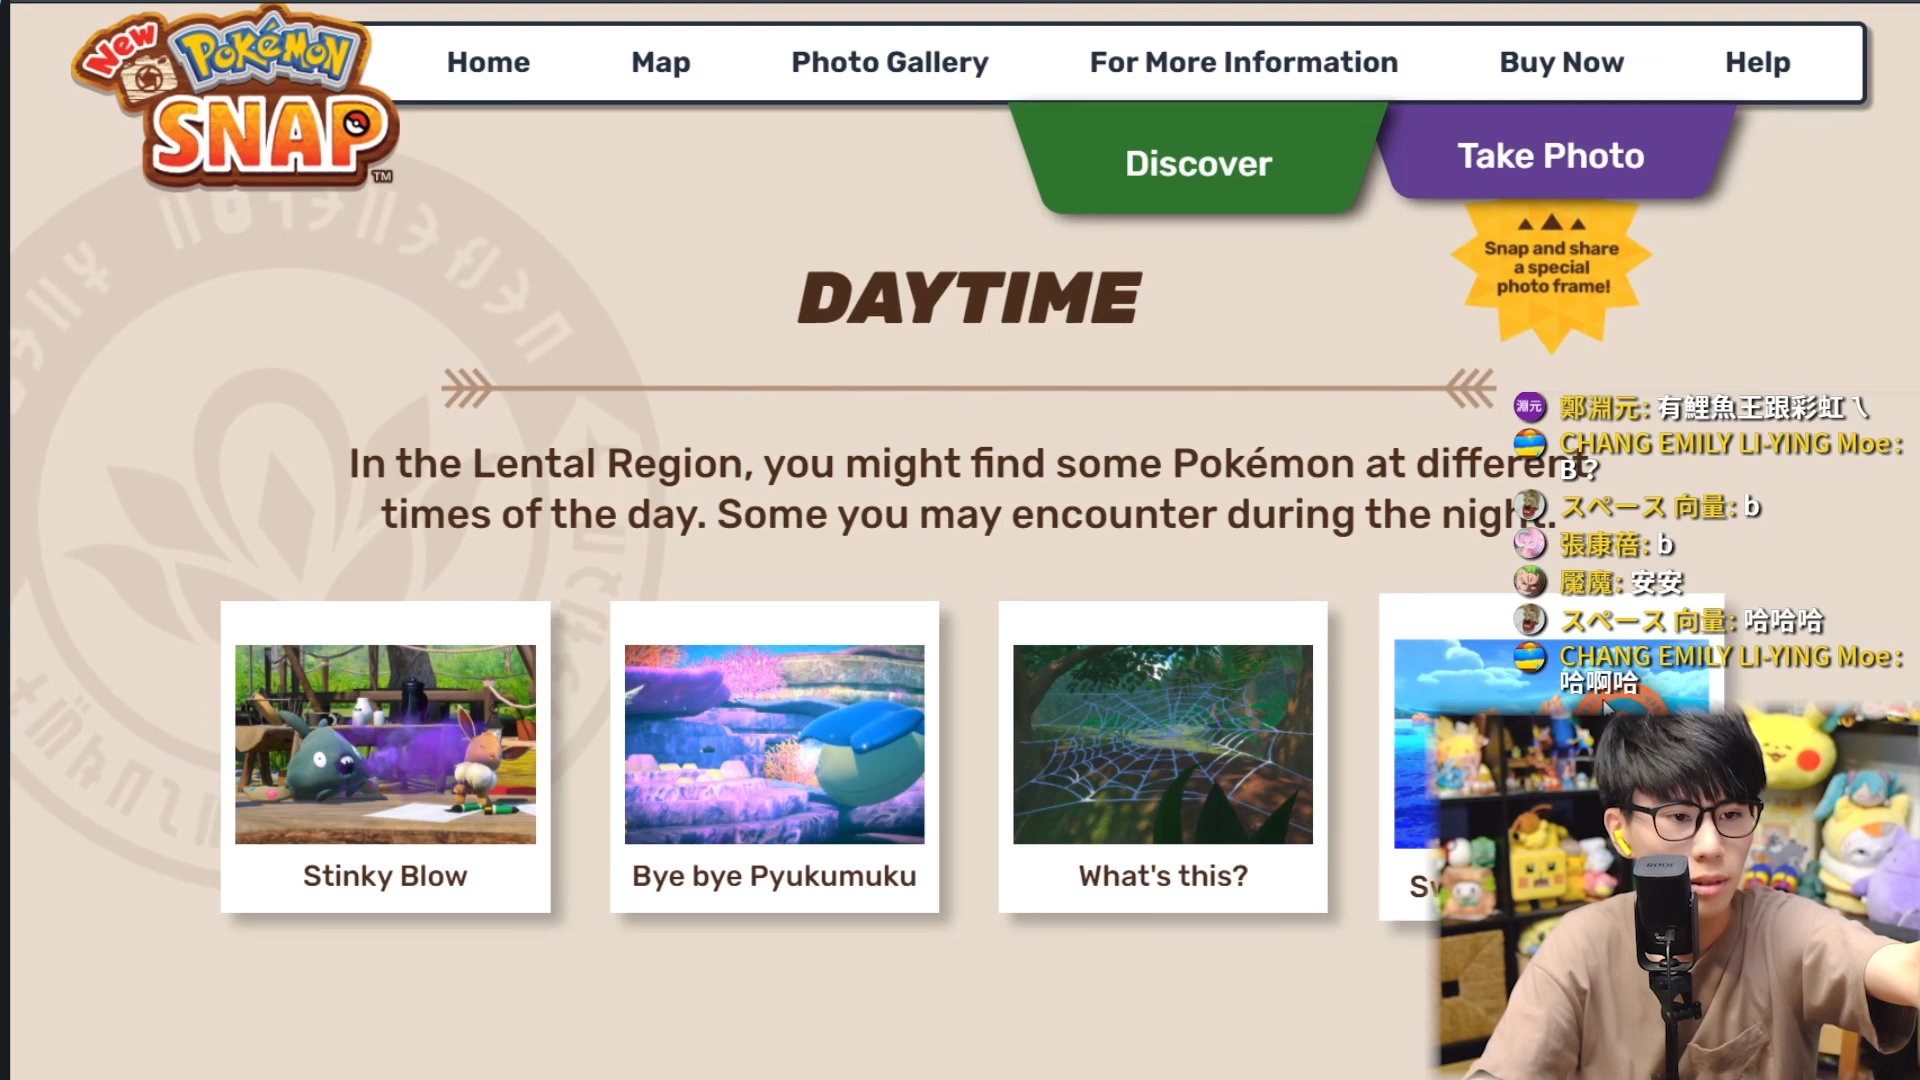 New
POKéMON
SNAP
TM
Home
Map
Photo Gallery
For More Information
Buy Now
Help
Discover
Take Photo
Snap and share
a special
photo frame!
DAYTIME
In the Lental Region, you might find some Pokémon at different
times of the day. Some you may encounter during the night.
淵元
鄭淵元: 有鯉魚王跟彩虹ㄟ
CHANG EMILY LI-YING Moe:
B?
スペース 向量: b
張康蓓: b
魘魔: 安安
スペース 向量: 哈哈哈
CHANG EMILY LI-YING Moe:
哈啊哈
Stinky Blow
Bye bye Pyukumuku
What's this?
RODE